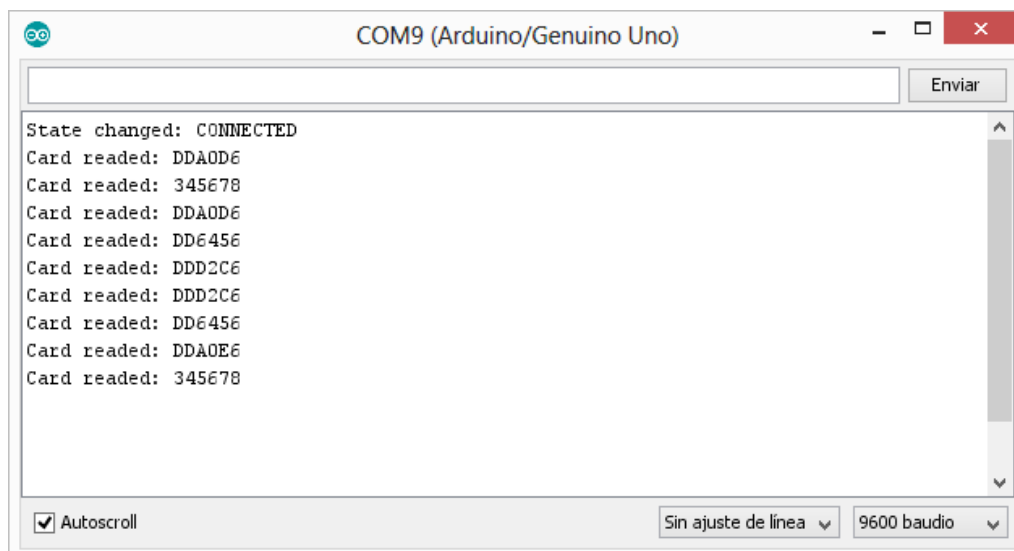 COM9 (Arduino/Genuino Uno)
Enviar
State changed: CONNECTED
Card readed: DDA0D6
Card readed: 345678
Card readed: DDA0D6
Card readed: DD6456
Card readed: DDD2C6
Card readed: DDD2C6
Card readed: DD6456
Card readed: DDA0E6
Card readed: 345678
Autoscroll
Sin ajuste de línea
9600 baudio